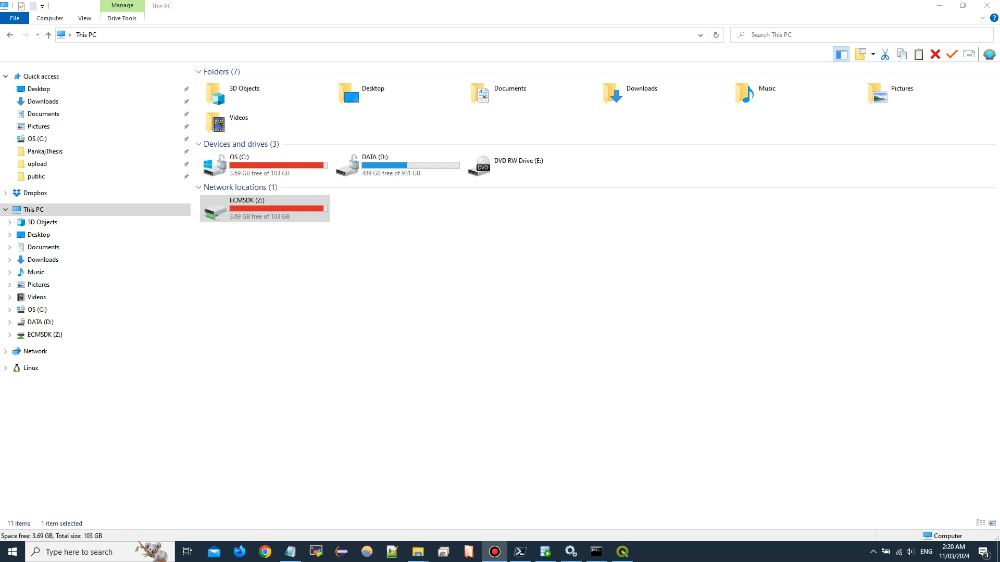 Manage
This PC
File
Computer
View
Drive Tools
?
This PC
Search This PC
Quick access
Desktop
Downloads
Documents
Pictures
OS (C:)
PankajThesis
upload
public
Dropbox
This PC
3D Objects
Desktop
Documents
Downloads
Music
Pictures
Videos
OS (C:)
DATA (D:)
ECMSDK (Z:)
Network
Linux
Folders (7)
3D Objects
Desktop
Documents
Downloads
Music
Pictures
Videos
Devices and drives (3)
OS (C:)
3.69 GB free of 103 GB
DATA (D:)
489 GB free of 931 GB
DVD
DVD RW Drive (E:)
Network locations (1)
ECMSDK (Z:)
3.69 GB free of 103 GB
11 items
1 item selected
Space free: 3.69 GB, Total size: 103 GB
Computer
Type here to search
ENG
2:20 AM
11/03/2024
3